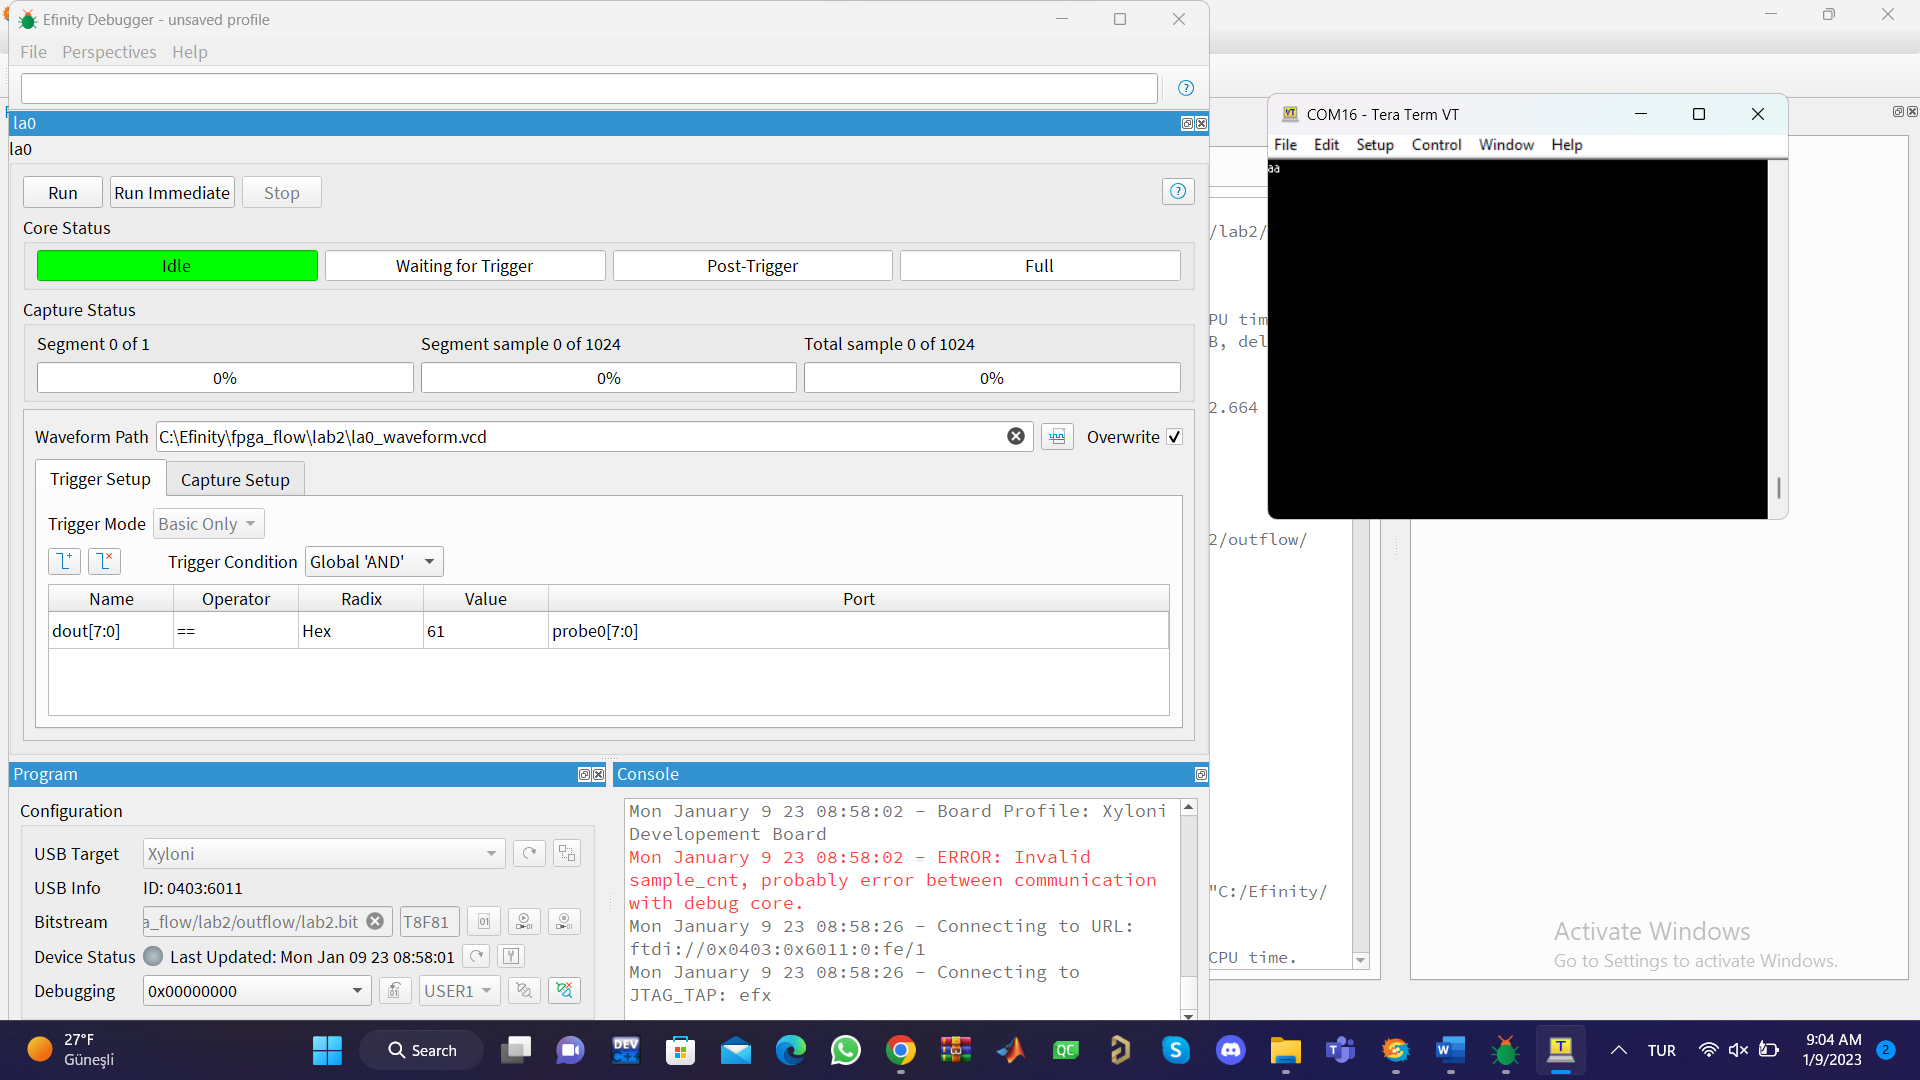 Efinity Debugger - unsaved profile
File Perspectives Help
la0
la0
Run Run Immediate Stop
Core Status
Idle Waiting for Trigger Post-Trigger Full
Capture Status
Segment 0 of 1 Segment sample 0 of 1024 Total sample 0 of 1024
0% 0% 0%
Waveform Path C:\Efinity\fpga_flow\lab2\la0_waveform.vcd Overwrite
Trigger Setup Capture Setup
Trigger Mode Basic Only
Trigger Condition Global 'AND'
Name Operator Radix Value Port
dout[7:0] == Hex 61 probe0[7:0]
Program
Configuration
USB Target Xyloni
USB Info ID: 0403:6011
Bitstream a_flow/lab2/outflow/lab2.bit T8F81
Device Status Last Updated: Mon Jan 09 23 08:58:01
Debugging 0x00000000 USER1
Console
Mon January 9 23 08:58:02 - Board Profile: Xyloni
Developement Board
Mon January 9 23 08:58:02 - ERROR: Invalid
sample_cnt, probably error between communication
with debug core.
Mon January 9 23 08:58:26 - Connecting to URL:
ftdi://0x0403:0x6011:0:fe/1
Mon January 9 23 08:58:26 - Connecting to
JTAG_TAP: efx
COM16 - Tera Term VT
File Edit Setup Control Window Help
aa
/lab2/
PU tim
B, del
2.664
2/outflow/
"C:/Efinity/
CPU time.
Activate Windows
Go to Settings to activate Windows.
27°F
Güneşli
Search
DEV
C++
QC
TUR
9:04 AM
1/9/2023
2